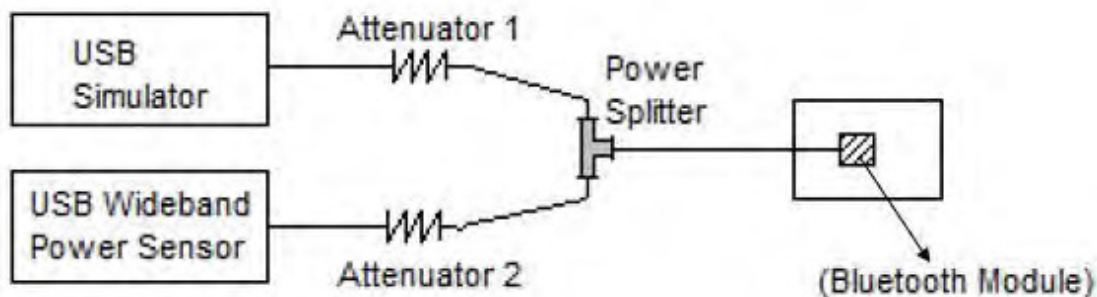 USB
Simulator
Attenuator 1
Power
Splitter
USB Wideband
Power Sensor
Attenuator 2
(Bluetooth Module)